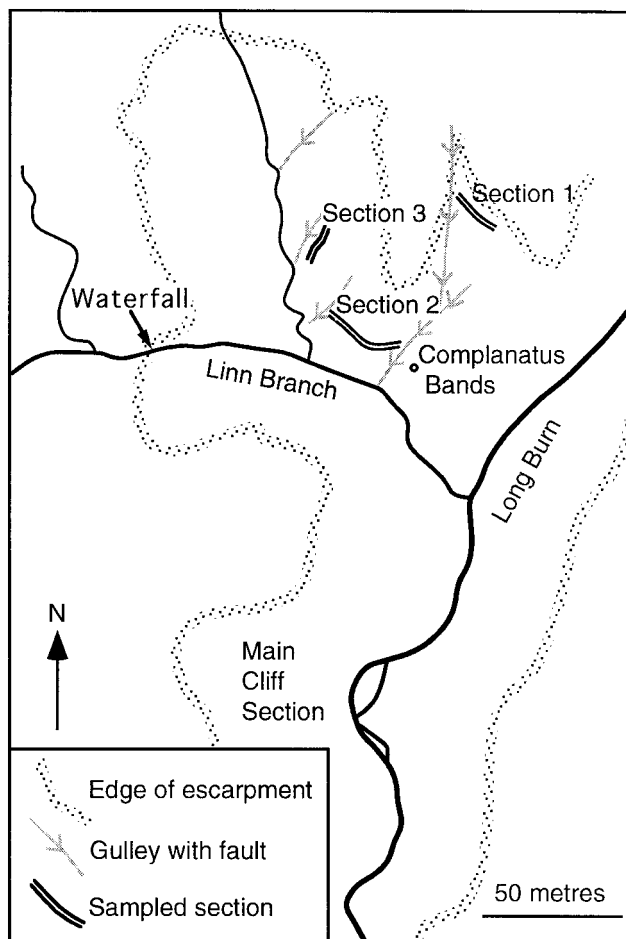 Section 1
Section 3
Waterfall
Section 2
Complanatus
Bands
Linn Branch
Long Burn
N
Main
Cliff
Section
Edge of escarpment
Gulley with fault
Sampled section
50 metres